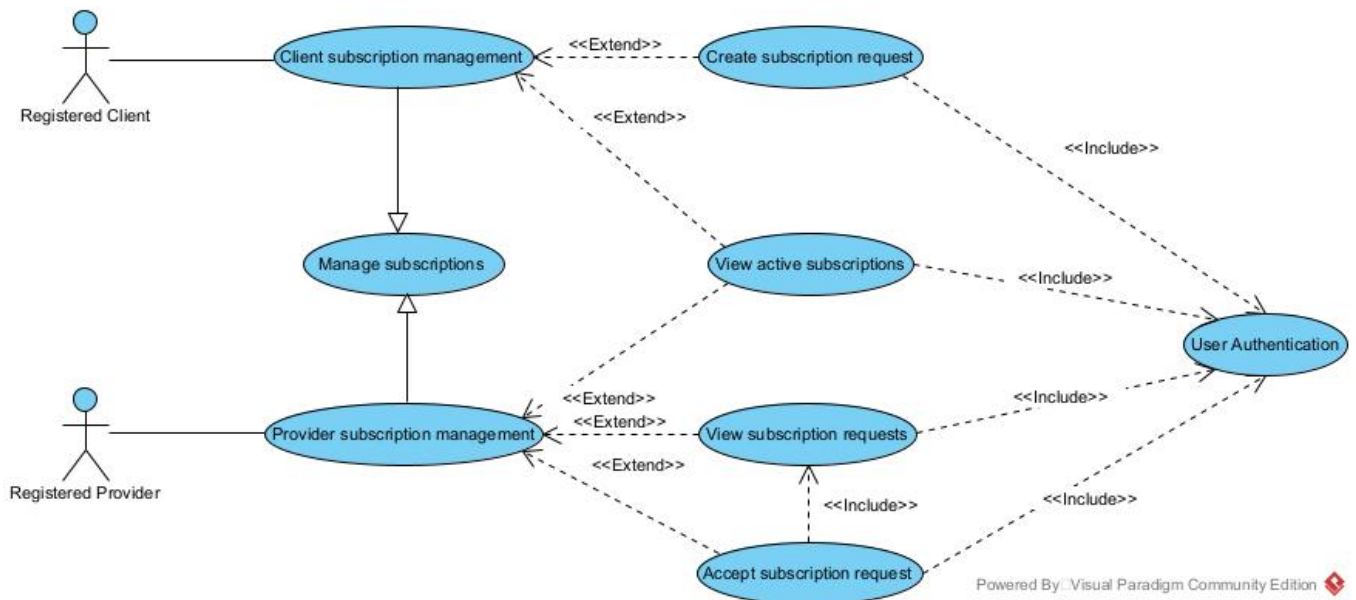 Client subscription management
<<Extend>>
Create subscription request
Registered Client
<<Extend>>
<<Include>>
Manage subscriptions
View active subscriptions
<<Include>>
User Authentication
<<Extend>>
<<Include>>
<<Extend>>
Provider subscription management
View subscription requests
<<Extend>>
Registered Provider
<<Include>>
<<Include>>
Accept subscription request
Powered By Visual Paradigm Community Edition